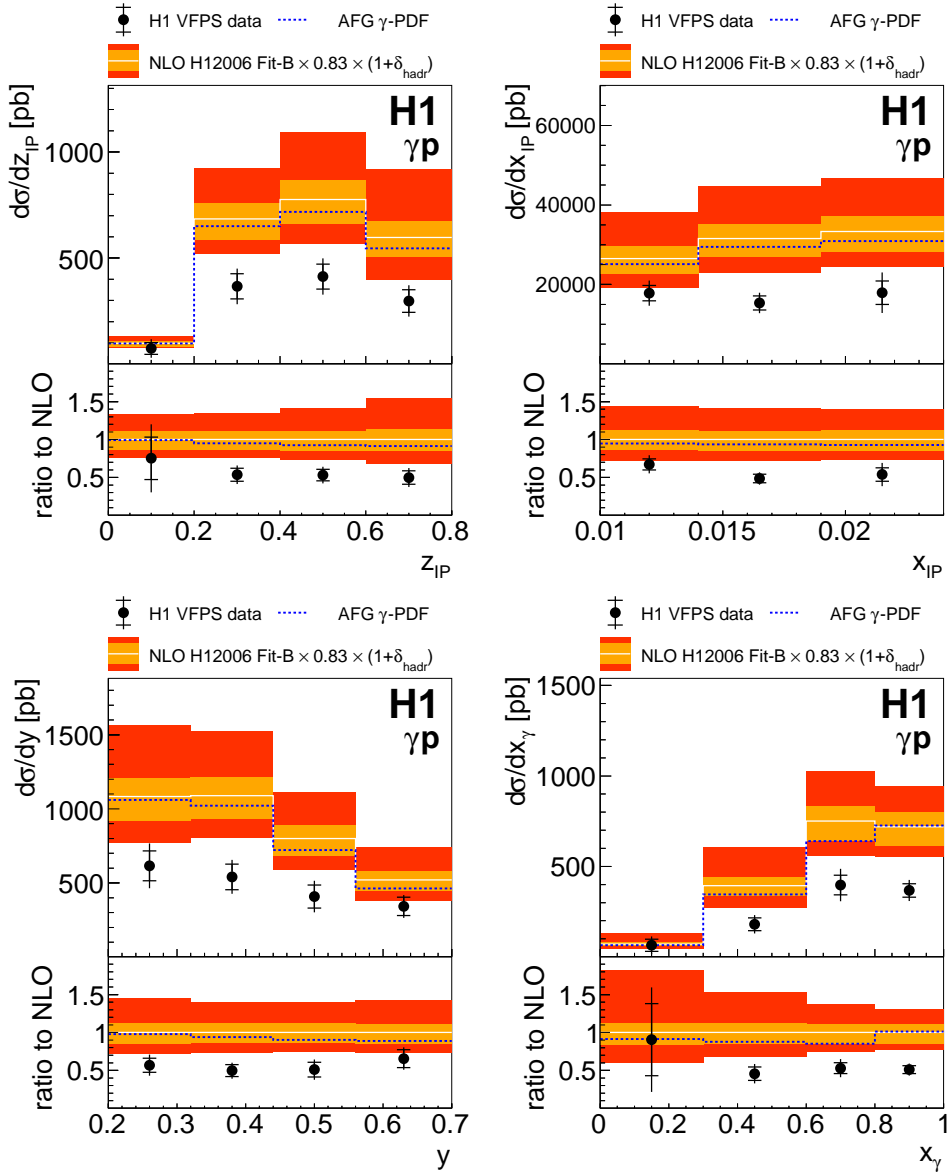 H1 VFPS data AFG γ-PDF
NLO H12006 Fit-B × 0.83 × (1+δhadr)
H1
γp
dσ/dzIP [pb]
1000
500
ratio to NLO
1.5
1
0.5
0 0.2 0.4 0.6 0.8
zIP
H1 VFPS data AFG γ-PDF
NLO H12006 Fit-B × 0.83 × (1+δhadr)
H1
γp
dσ/dxIP [pb]
60000
40000
20000
ratio to NLO
1.5
1
0.5
0.01 0.015 0.02
xIP
H1 VFPS data AFG γ-PDF
NLO H12006 Fit-B × 0.83 × (1+δhadr)
H1
γp
dσ/dy [pb]
1500
1000
500
ratio to NLO
1.5
1
0.5
0.2 0.3 0.4 0.5 0.6 0.7
y
H1 VFPS data AFG γ-PDF
NLO H12006 Fit-B × 0.83 × (1+δhadr)
H1
γp
dσ/dxγ [pb]
1500
1000
500
ratio to NLO
1.5
1
0.5
0 0.2 0.4 0.6 0.8 1
xγ